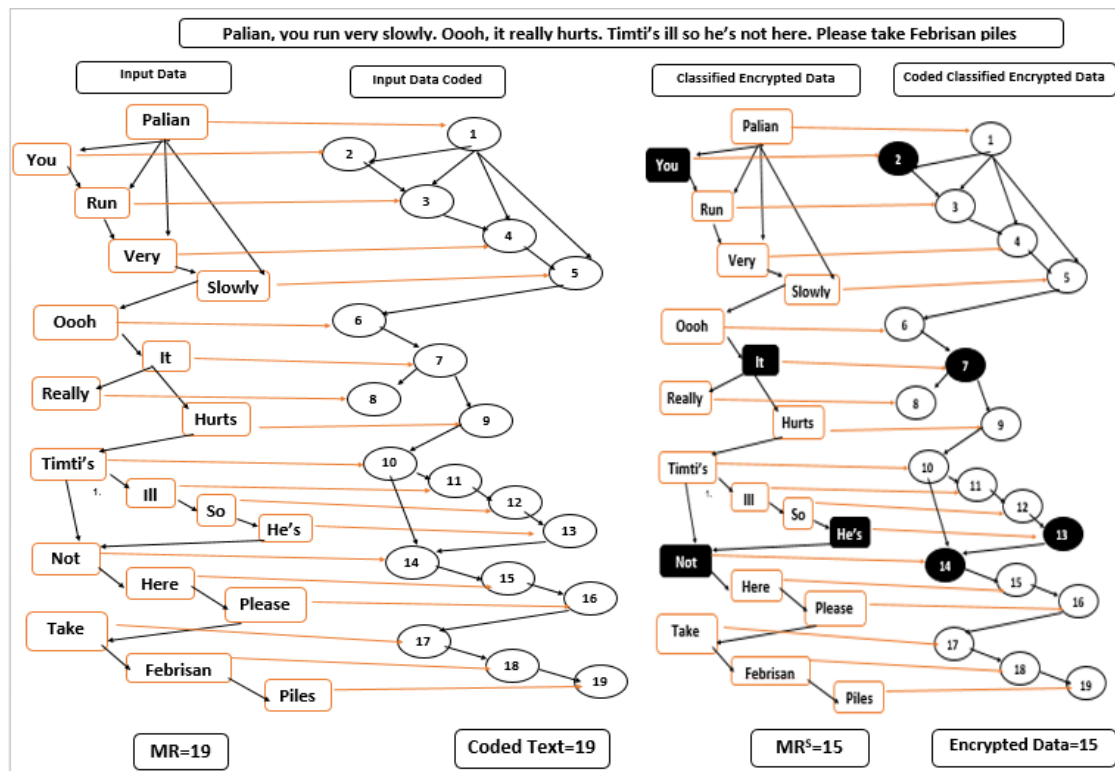 Palian, you run very slowly. Oooh, it really hurts. Timti's ill so he's not here. Please take Febrisan piles
Input Data
Input Data Coded
Classified Encrypted Data
Coded Classified Encrypted Data
Palian
1
You
2
Run
3
Very
4
Slowly
5
Oooh
6
It
7
Really
8
Hurts
9
Timti's
10
1.
Ill
11
So
12
He's
13
Not
14
Here
15
Please
16
Take
17
Febrisan
18
Piles
19
MR=19
Coded Text=19
Palian
1
You
2
Run
3
Very
4
Slowly
5
Oooh
6
It
7
Really
8
Hurts
9
Timti's
10
1.
Ill
11
So
12
He's
13
Not
14
Here
15
Please
16
Take
17
Febrisan
18
Piles
19
MRˢ=15
Encrypted Data=15